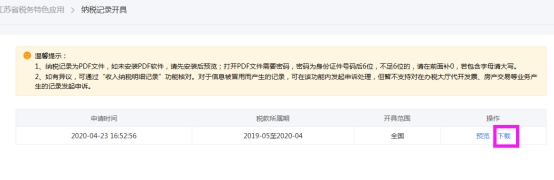 江苏省税务特色应用 > 纳税记录开具
温馨提示：
1、纳税记录为PDF文件，如未安装PDF软件，请先安装后预览；打开PDF文件需要密码，密码为身份证件号码后6位，不足6位的，请在前面补0，若包含字母请大写。
2、如有异议，可通过“收入纳税明细记录”功能核对。对于信息被冒用而产生的记录，可在该功能内发起申诉处理，但暂不支持对在办税大厅代开发票、房产交易等业务产生的记录发起申诉。
申请时间 税款所属期 开具范围 操作
2020-04-23 16:52:56 2019-05至2020-04 全国 预览 下载